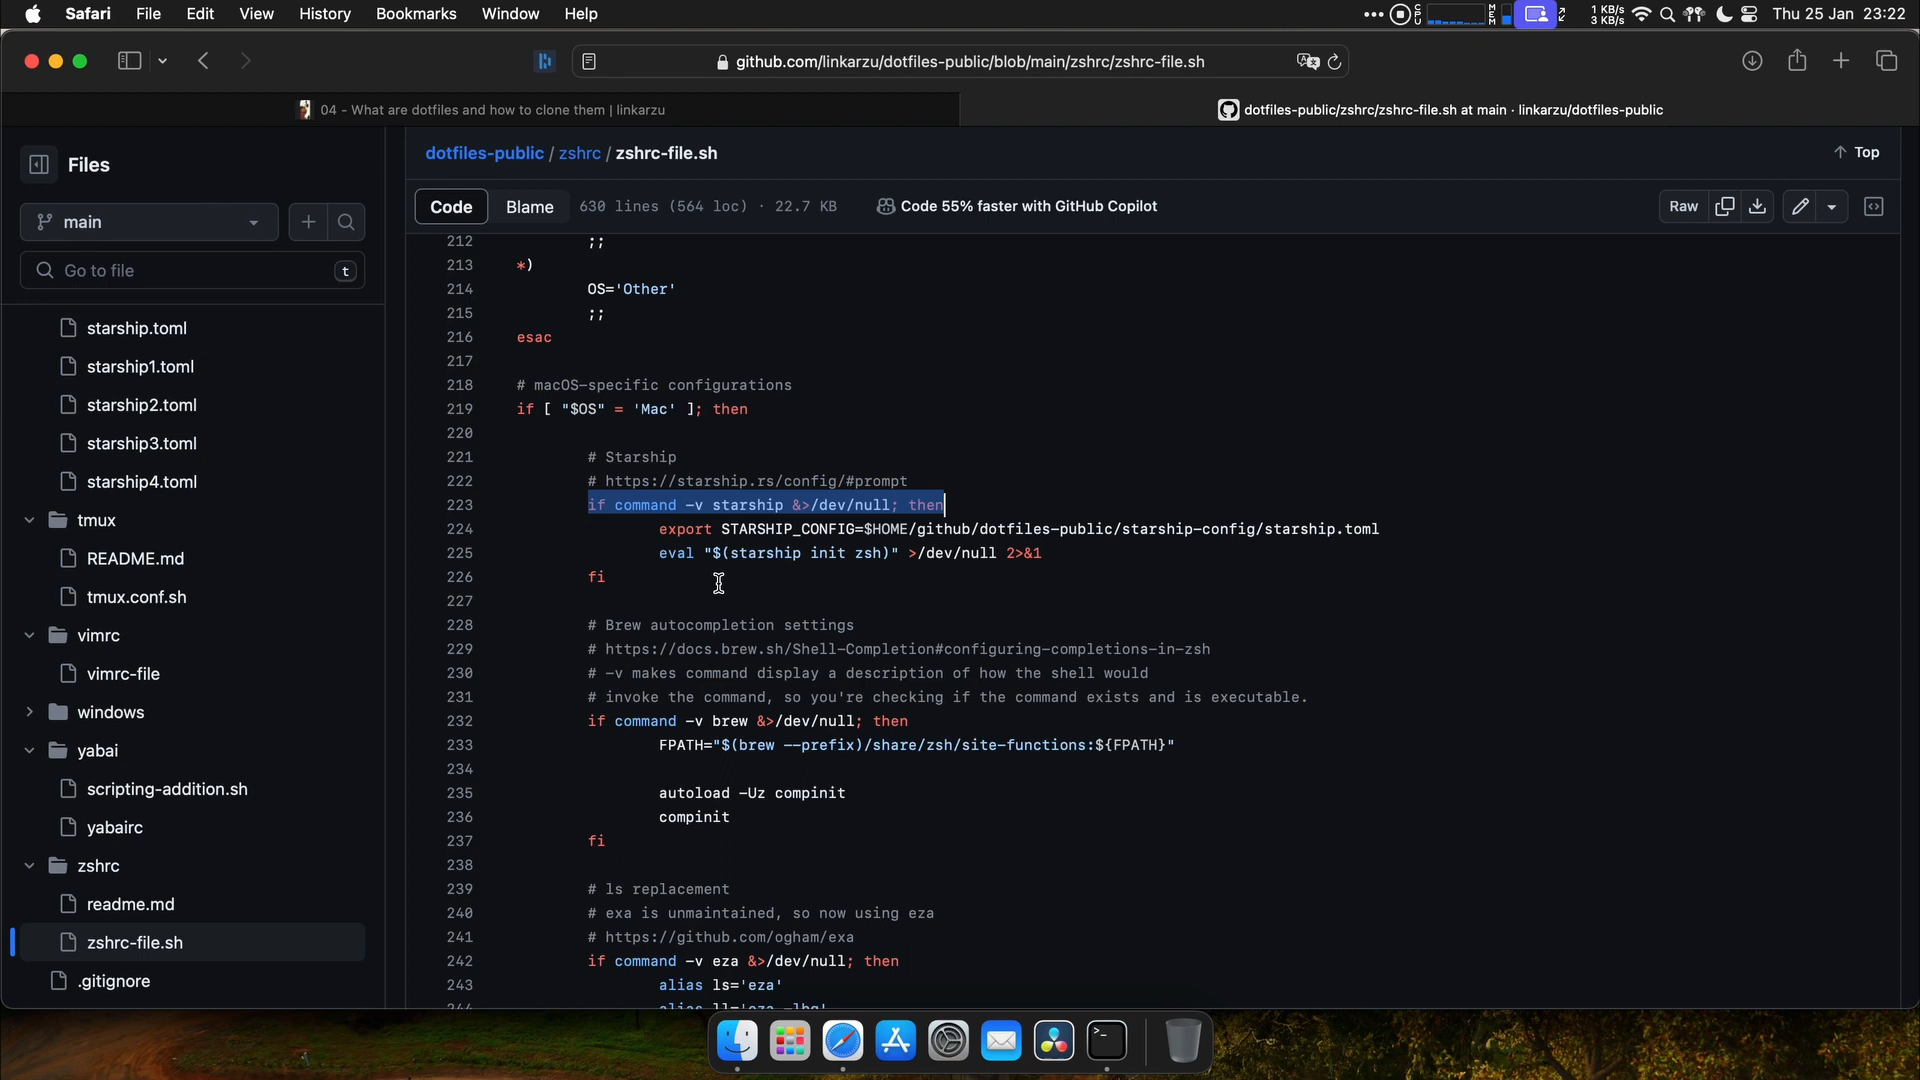 Safari File Edit View History Bookmarks Window Help
CPU MEM 1 KB/s 3 KB/s Thu 25 Jan 23:22
github.com/linkarzu/dotfiles-public/blob/main/zshrc/zshrc-file.sh
04 - What are dotfiles and how to clone them | linkarzu
dotfiles-public/zshrc/zshrc-file.sh at main · linkarzu/dotfiles-public
Files
main
Go to file t
starship.toml
starship1.toml
starship2.toml
starship3.toml
starship4.toml
tmux
README.md
tmux.conf.sh
vimrc
vimrc-file
windows
yabai
scripting-addition.sh
yabairc
zshrc
readme.md
zshrc-file.sh
.gitignore
dotfiles-public / zshrc / zshrc-file.sh
Top
Code Blame 630 lines (564 loc) · 22.7 KB Code 55% faster with GitHub Copilot Raw
212 ;;
213 *)
214 OS='Other'
215 ;;
216 esac
217
218 # macOS-specific configurations
219 if [ "$OS" = 'Mac' ]; then
220
221 # Starship
222 # https://starship.rs/config/#prompt
223 if command -v starship &>/dev/null; then
224 export STARSHIP_CONFIG=$HOME/github/dotfiles-public/starship-config/starship.toml
225 eval "$(starship init zsh)" >/dev/null 2>&1
226 fi
227
228 # Brew autocompletion settings
229 # https://docs.brew.sh/Shell-Completion#configuring-completions-in-zsh
230 # -v makes command display a description of how the shell would
231 # invoke the command, so you're checking if the command exists and is executable.
232 if command -v brew &>/dev/null; then
233 FPATH="$(brew --prefix)/share/zsh/site-functions:${FPATH}"
234
235 autoload -Uz compinit
236 compinit
237 fi
238
239 # ls replacement
240 # exa is unmaintained, so now using eza
241 # https://github.com/ogham/exa
242 if command -v eza &>/dev/null; then
243 alias ls='eza'
244 alias ll='eza -lhg'